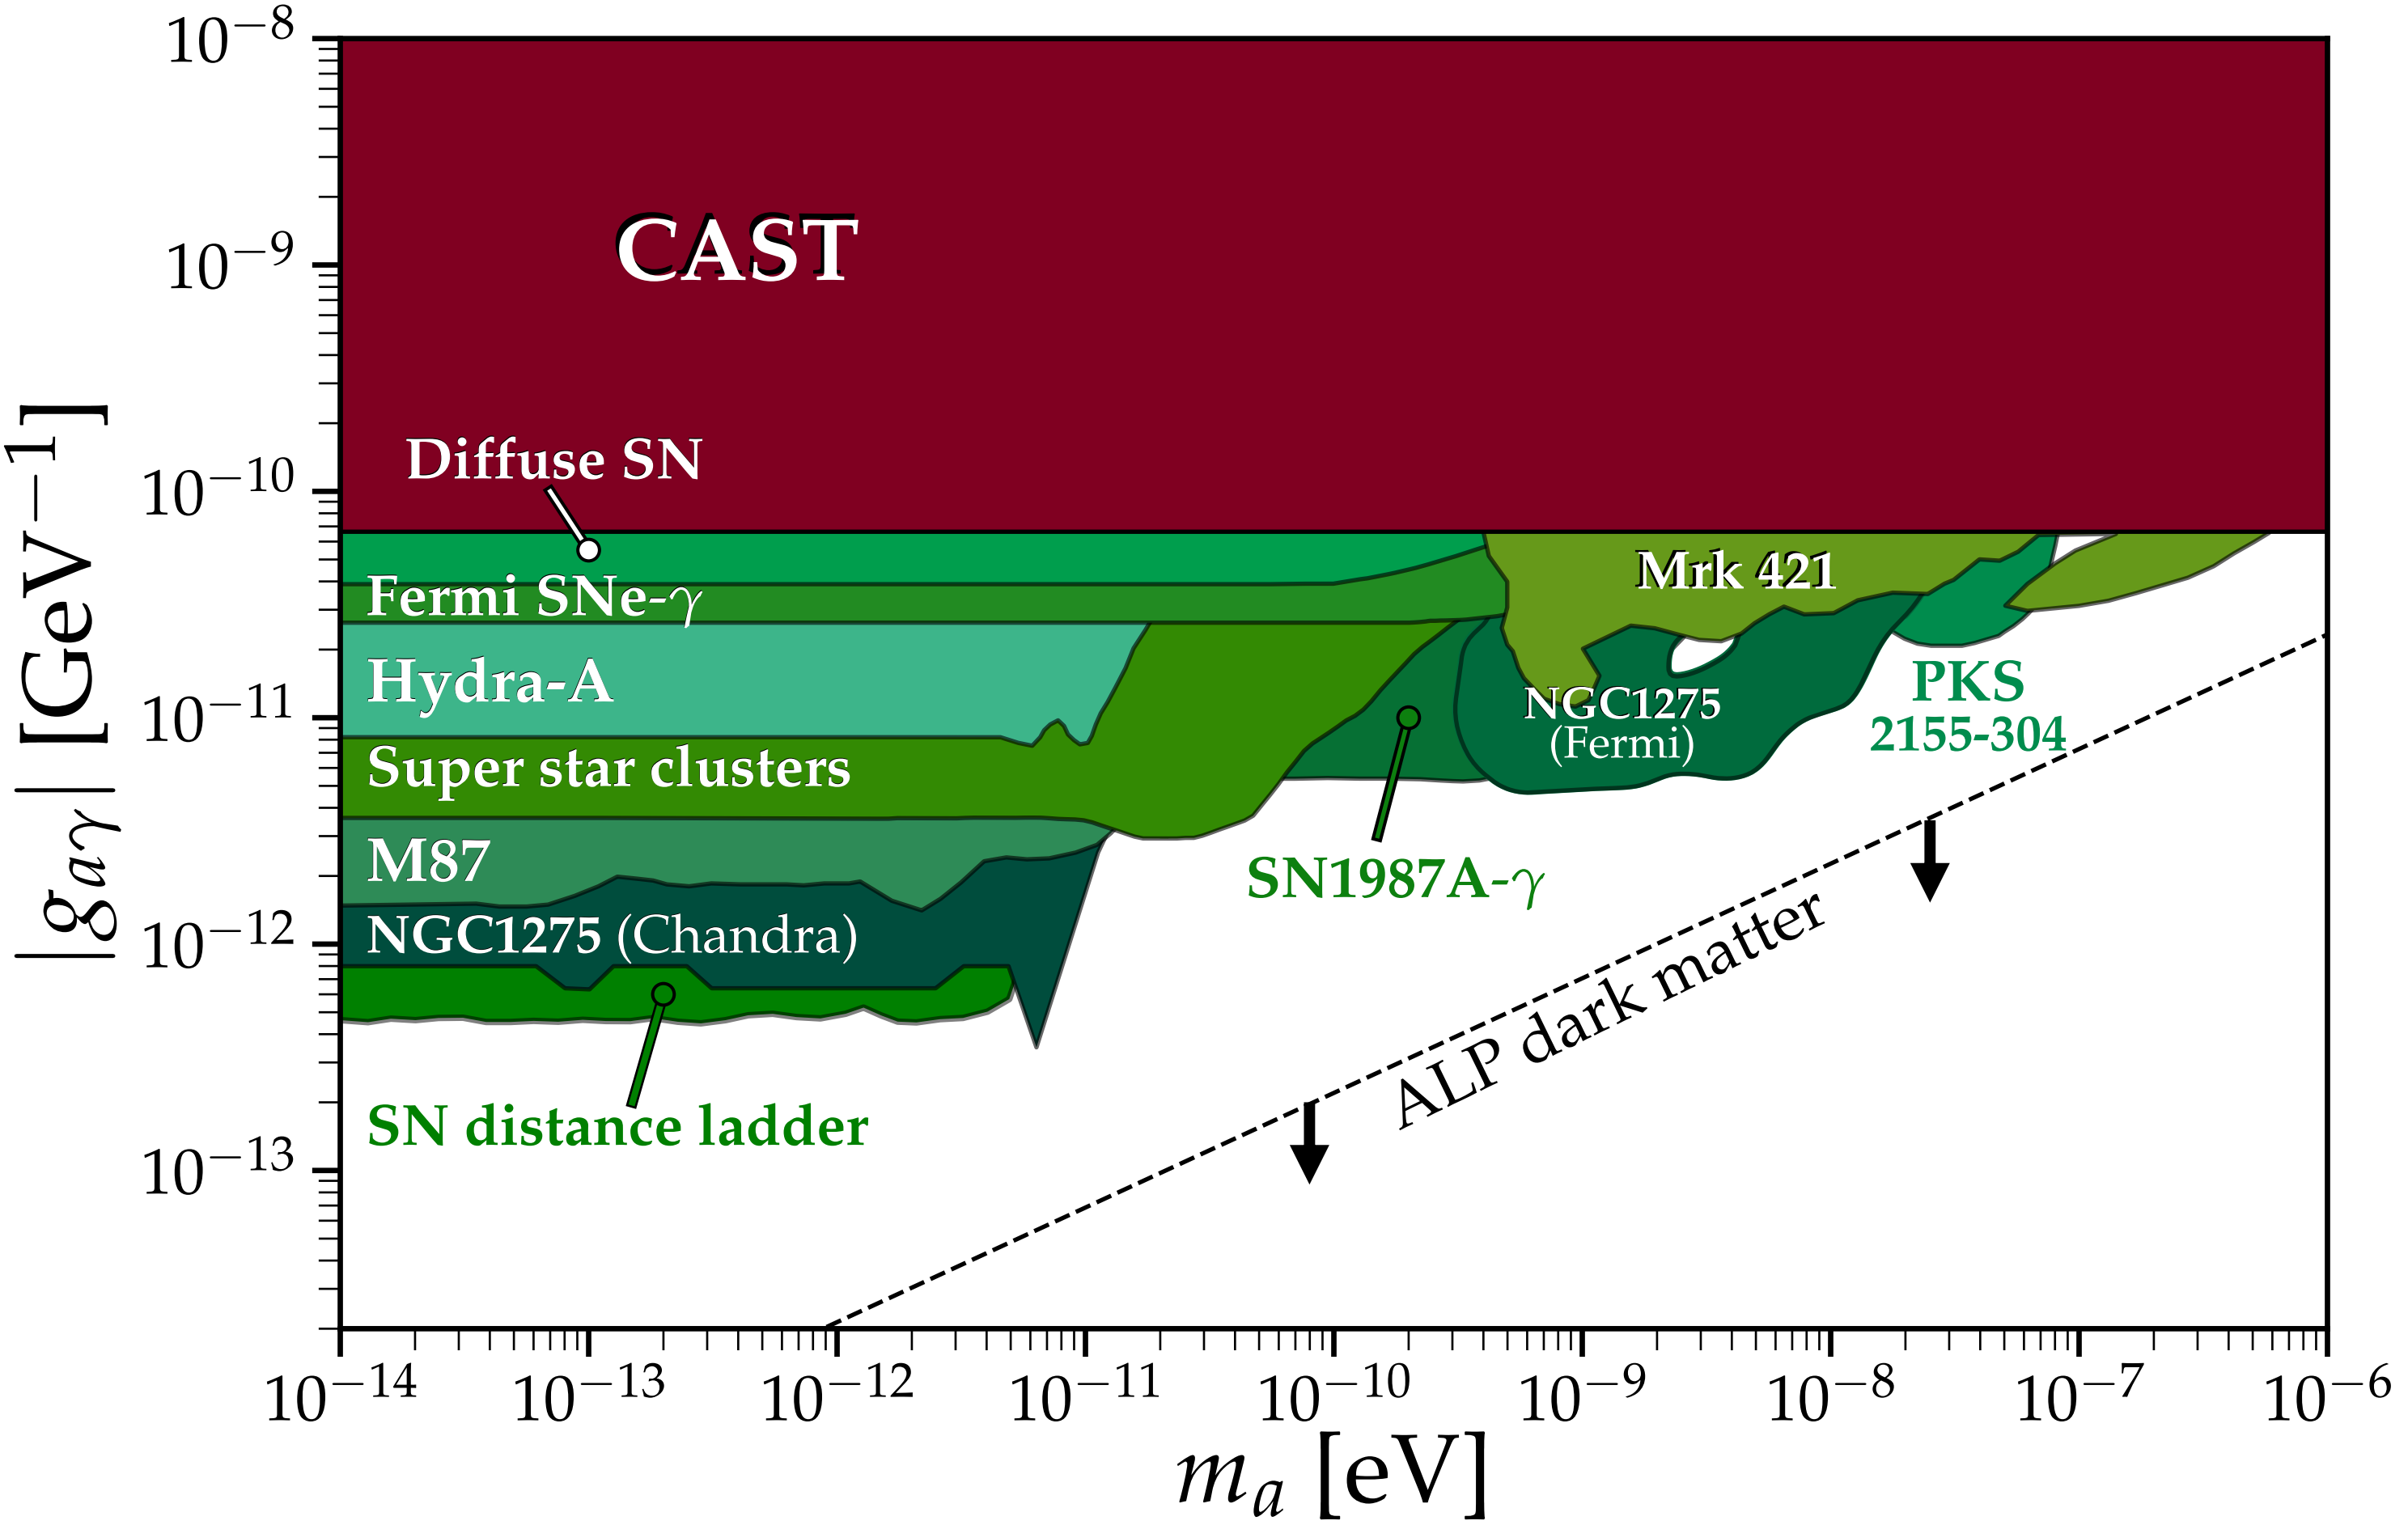 10⁻⁸
10⁻⁹
10⁻¹⁰
10⁻¹¹
10⁻¹²
10⁻¹³
|gₐᵧ| [GeV⁻¹]
CAST
Diffuse SN
Fermi SNe-γ
Hydra-A
Super star clusters
M87
NGC1275 (Chandra)
SN distance ladder
Mrk 421
NGC1275
(Fermi)
PKS
2155-304
SN1987A-γ
ALP dark matter
10⁻¹⁴ 10⁻¹³ 10⁻¹² 10⁻¹¹ 10⁻¹⁰ 10⁻⁹ 10⁻⁸ 10⁻⁷ 10⁻⁶
mₐ [eV]